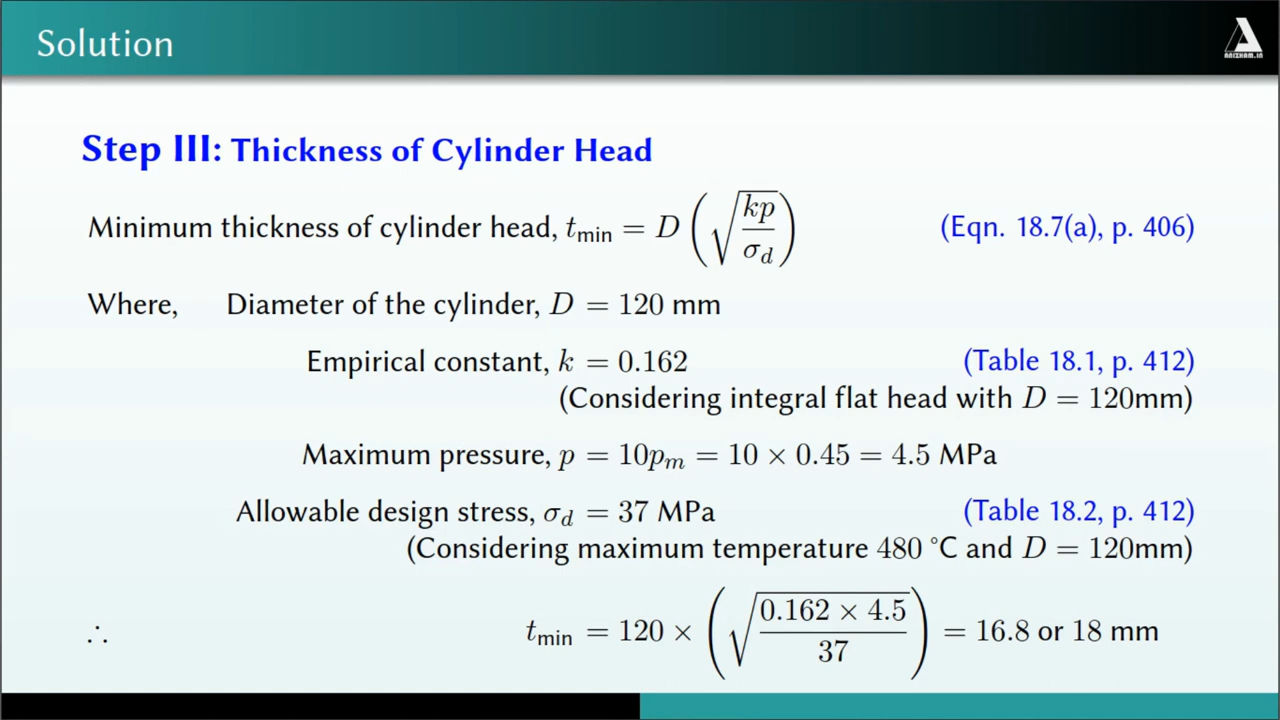 Solution
ARIZHAM.IN
Step III: Thickness of Cylinder Head
Minimum thickness of cylinder head, t_min = D (√(kp/σ_d)) (Eqn. 18.7(a), p. 406)
Where, Diameter of the cylinder, D = 120 mm
Empirical constant, k = 0.162 (Table 18.1, p. 412)
(Considering integral flat head with D = 120mm)
Maximum pressure, p = 10p_m = 10 × 0.45 = 4.5 MPa
Allowable design stress, σ_d = 37 MPa (Table 18.2, p. 412)
(Considering maximum temperature 480 °C and D = 120mm)
∴ t_min = 120 × (√(0.162 × 4.5/37)) = 16.8 or 18 mm